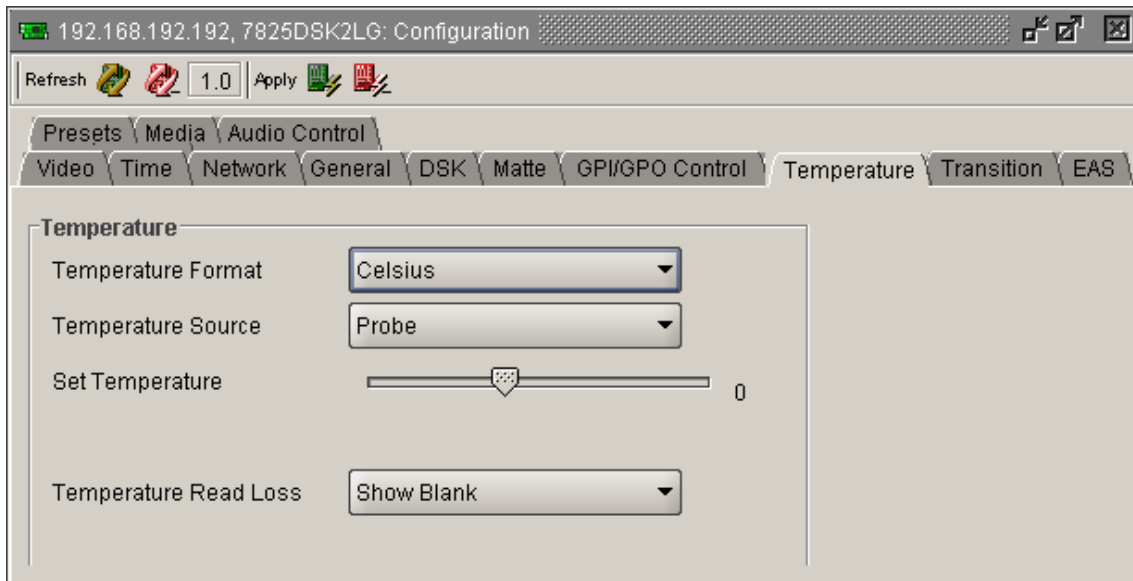 192.168.192.192, 7825DSK2LG: Configuration
Refresh 1.0 Apply
Presets Media Audio Control
Video Time Network General DSK Matte GPI/GPO Control Temperature Transition EAS
Temperature
Temperature Format Celsius
Temperature Source Probe
Set Temperature 0
Temperature Read Loss Show Blank